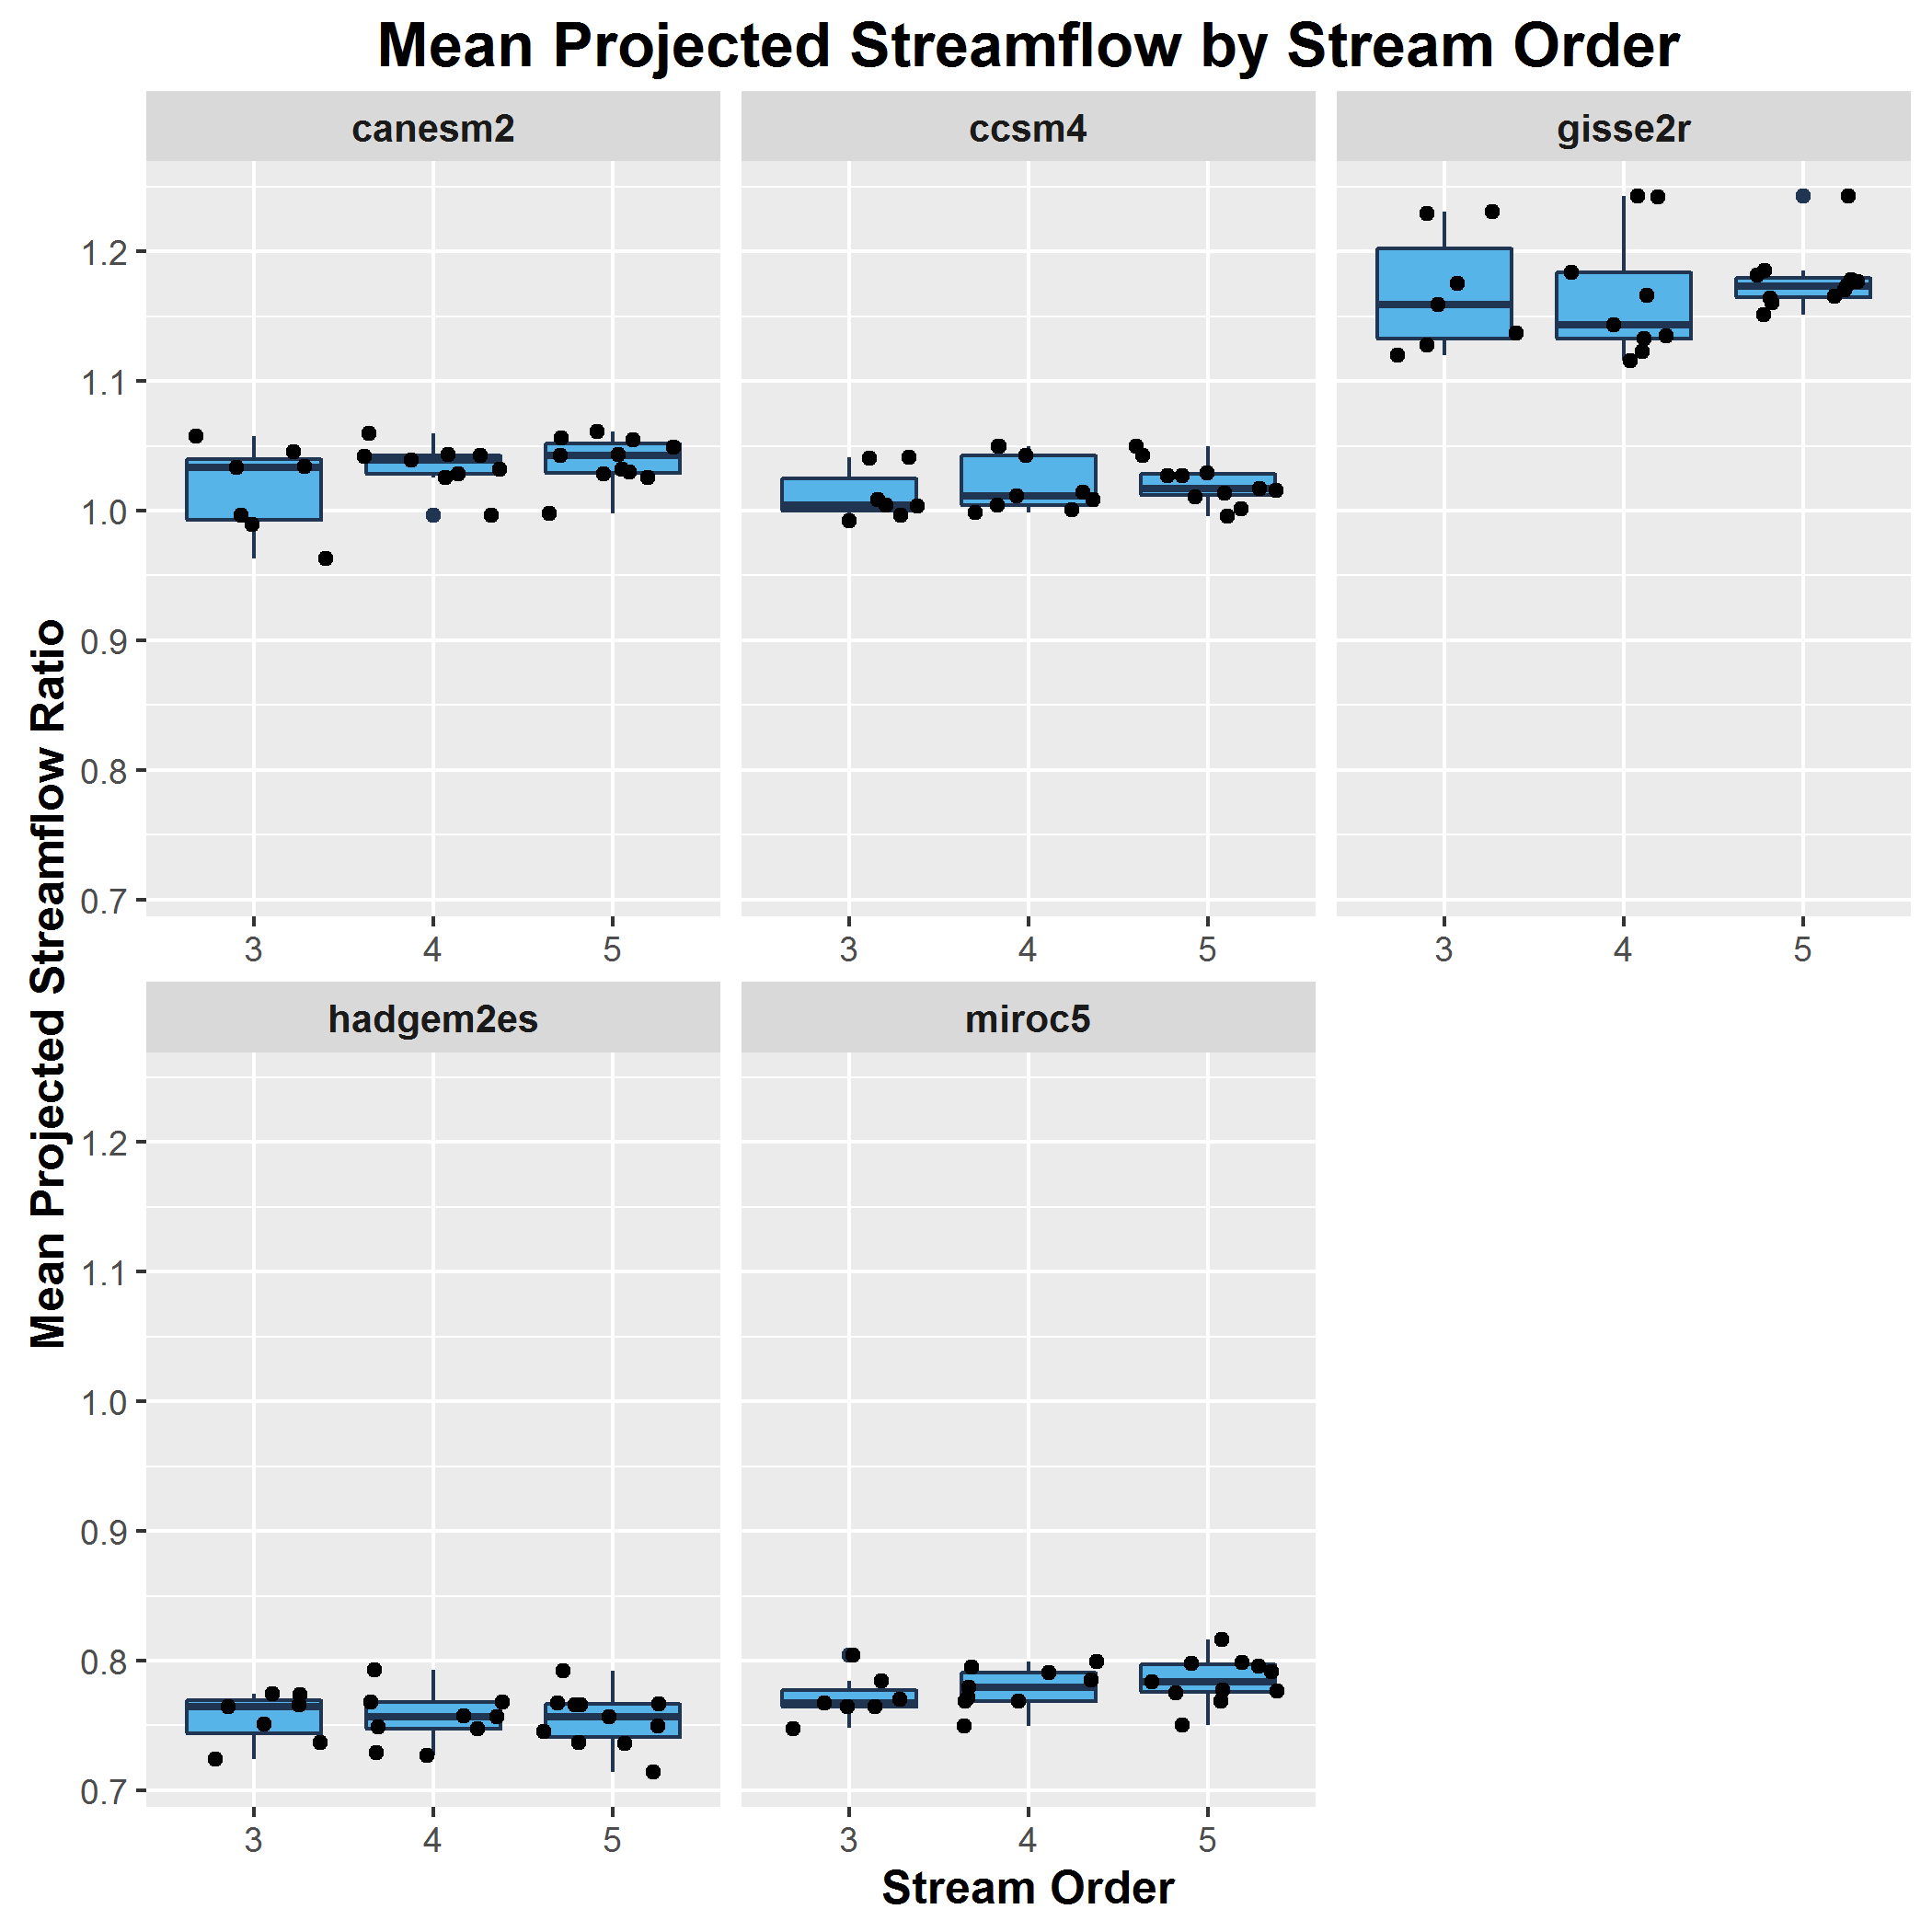 Mean Projected Streamflow by Stream Order
canesm2
ccsm4
gisse2r
Mean Projected Streamflow Ratio
1.2
1.1
1.0
0.9
0.8
0.7
3 4 5
3 4 5
3 4 5
hadgem2es
miroc5
1.2
1.1
1.0
0.9
0.8
0.7
3 4 5
3 4 5
Stream Order